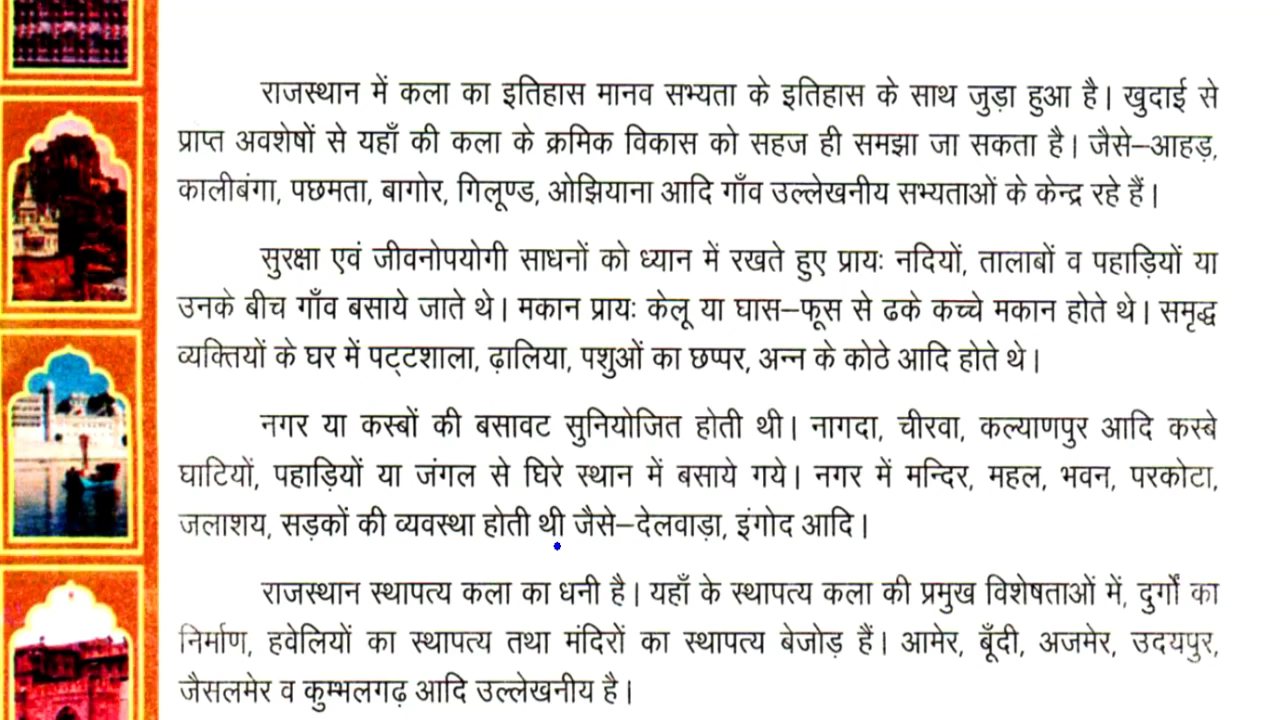 राजस्थान में कला का इतिहास मानव सभ्यता के इतिहास के साथ जुड़ा हुआ है। खुदाई से
प्राप्त अवशेषों से यहाँ की कला के क्रमिक विकास को सहज ही समझा जा सकता है। जैसे–आहड़,
कालीबंगा, पछमता, बागोर, गिलूण्ड, ओझियाना आदि गाँव उल्लेखनीय सभ्यताओं के केन्द्र रहे हैं।
सुरक्षा एवं जीवनोपयोगी साधनों को ध्यान में रखते हुए प्रायः नदियों, तालाबों व पहाड़ियों या
उनके बीच गाँव बसाये जाते थे। मकान प्रायः केलू या घास–फूस से ढके कच्चे मकान होते थे। समृद्ध
व्यक्तियों के घर में पट्टशाला, ढ़ालिया, पशुओं का छप्पर, अन्न के कोठे आदि होते थे।
नगर या कस्बों की बसावट सुनियोजित होती थी। नागदा, चीरवा, कल्याणपुर आदि कस्बे
घाटियों, पहाड़ियों या जंगल से घिरे स्थान में बसाये गये। नगर में मन्दिर, महल, भवन, परकोटा,
जलाशय, सड़कों की व्यवस्था होती थी जैसे–देलवाड़ा, इंगोद आदि।
राजस्थान स्थापत्य कला का धनी है। यहाँ के स्थापत्य कला की प्रमुख विशेषताओं में, दुर्गों का
निर्माण, हवेलियों का स्थापत्य तथा मंदिरों का स्थापत्य बेजोड़ हैं। आमेर, बूँदी, अजमेर, उदयपुर,
जैसलमेर व कुम्भलगढ़ आदि उल्लेखनीय है।